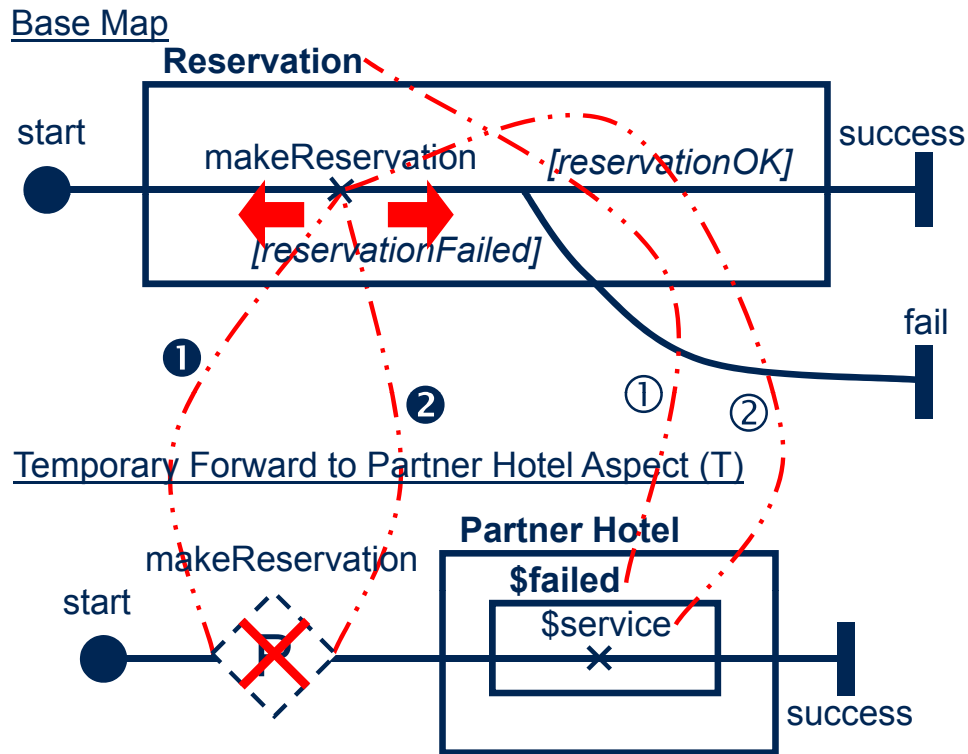 Base Map
Reservation
start
success
makeReservation
[reservationOK]
[reservationFailed]
fail
❶
❷
①
②
Temporary Forward to Partner Hotel Aspect (T)
Partner Hotel
makeReservation
$failed
start
$service
P
success